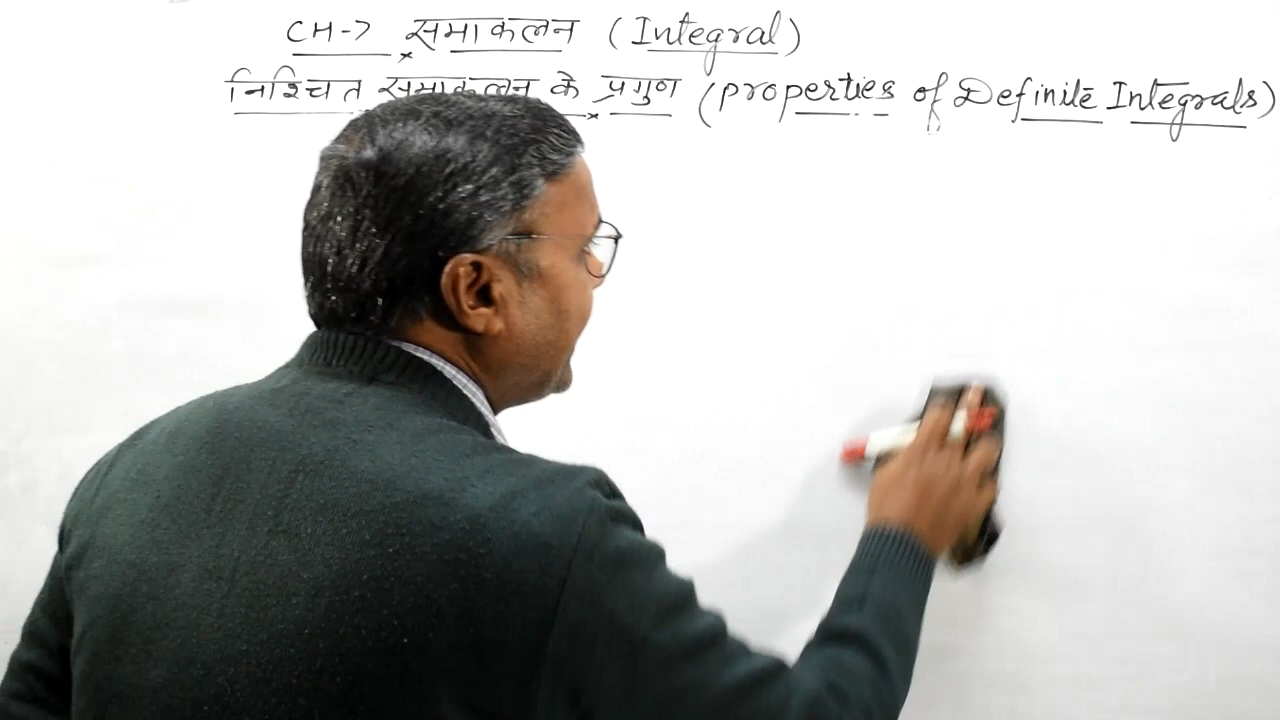 CH-7 समाकलन (Integral)
निश्चित समाकलन के प्रगुण (properties of Definite Integrals)